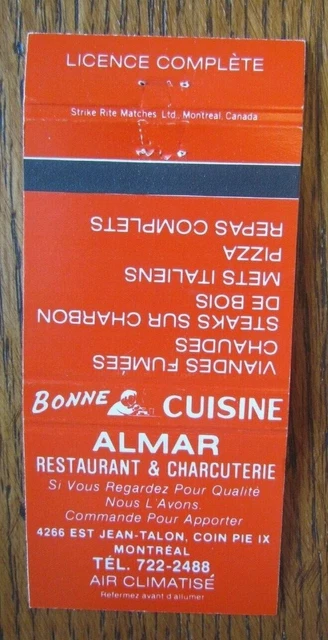 LICENCE COMPLÈTE
Strike Rite Matches Ltd. Montreal, Canada
VIANDES FUMÉES
CHAUDES
STEAKS SUR CHARBON
DE BOIS
METS ITALIENS
PIZZA
REPAS COMPLETS
BONNE CUISINE
ALMAR
RESTAURANT & CHARCUTERIE
Si Vous Regardez Pour Qualité
Nous L'Avons.
Commande Pour Apporter
4266 EST JEAN-TALON, COIN PIE IX
MONTRÉAL
TÉL. 722-2488
AIR CLIMATISÉ
Refermez avant d'allumer